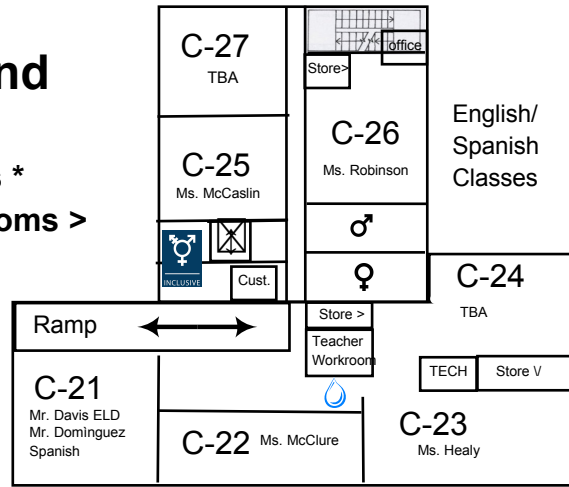 nd
s *
oms >
C-27
TBA
office
Store>
C-26
Ms. Robinson
English/
Spanish
Classes
C-25
Ms. McCaslin
INCLUSIVE
Cust.
C-24
TBA
Ramp
Store >
Teacher
Workroom
TECH
Store \/
C-21
Mr. Davis ELD
Mr. Domìnguez
Spanish
C-22 Ms. McClure
C-23
Ms. Healy